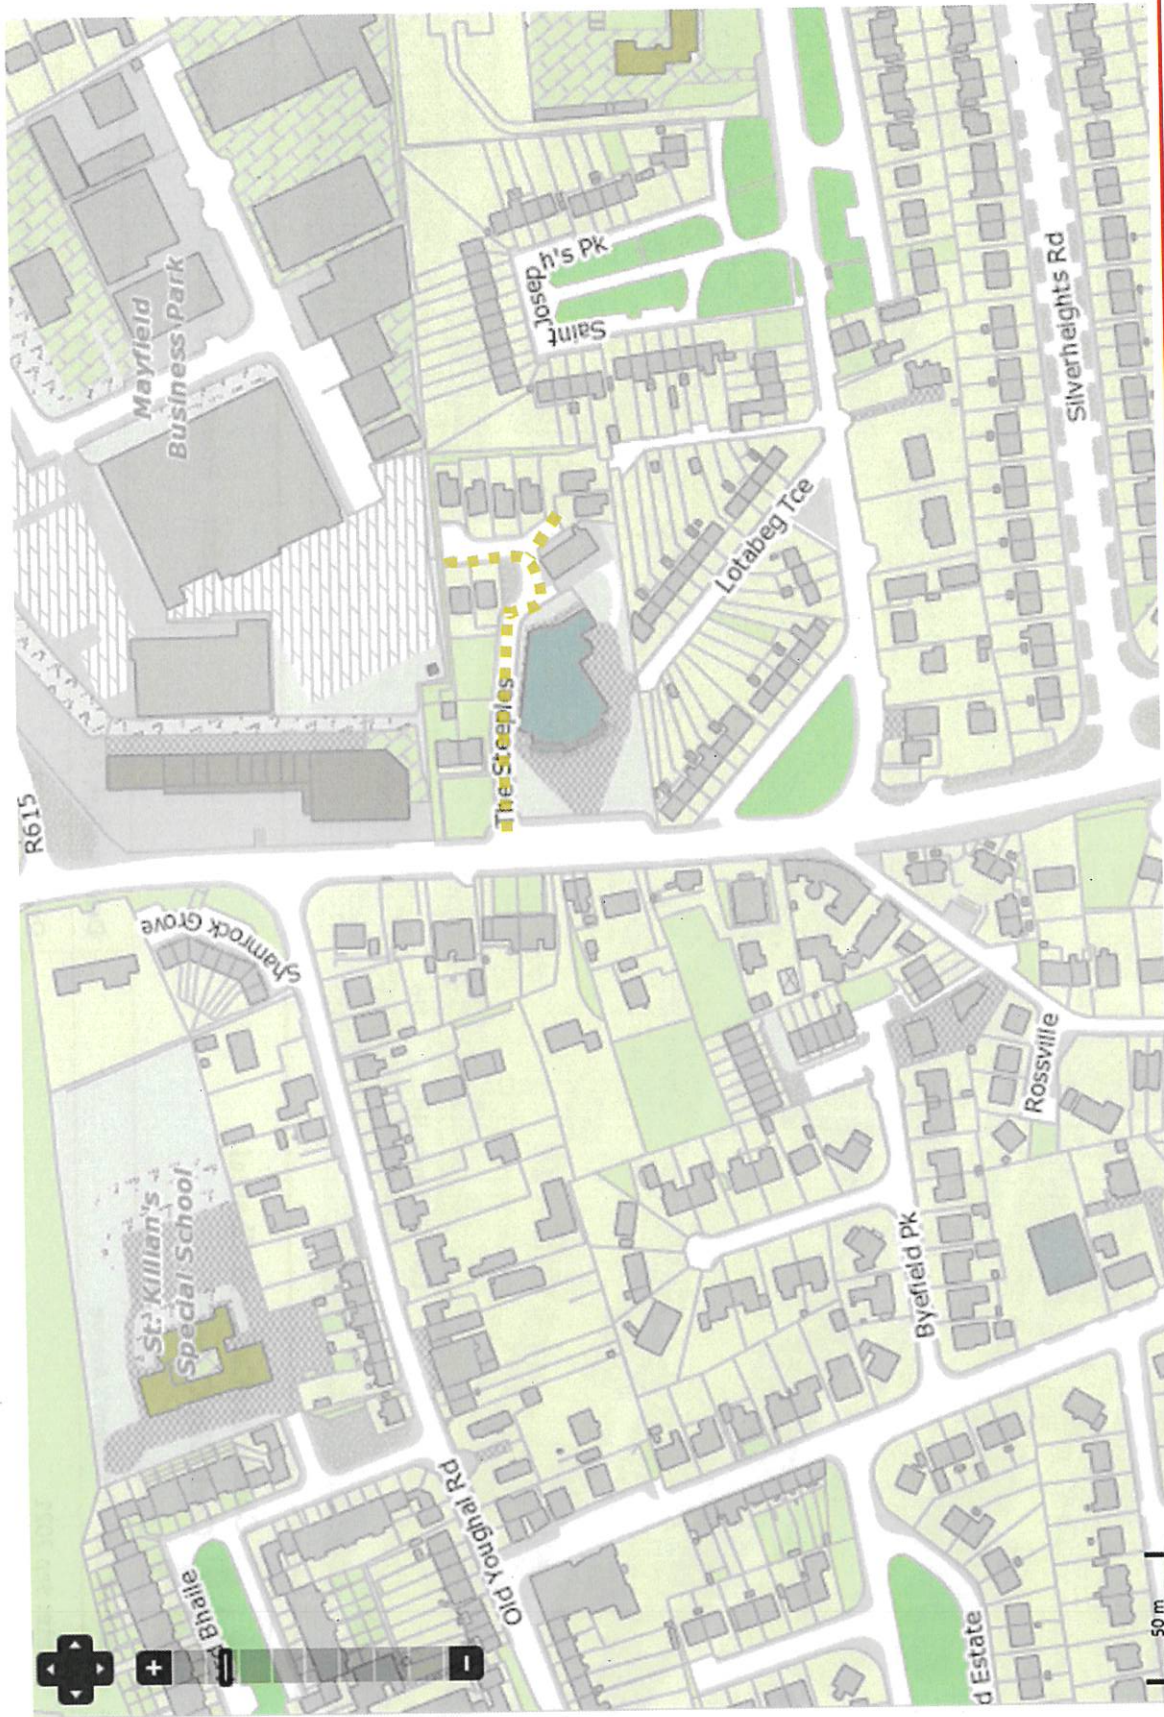 R615
Mayfield
Business Park
Saint
Joseph's Pk
Silverheights Rd
Lotabeg Tce
The Steeples
Shamrock Grove
St. Killian's
Special School
Rossville
Byefield Pk
Old Youghal Rd
Bhaile
d Estate
50 m
+
-